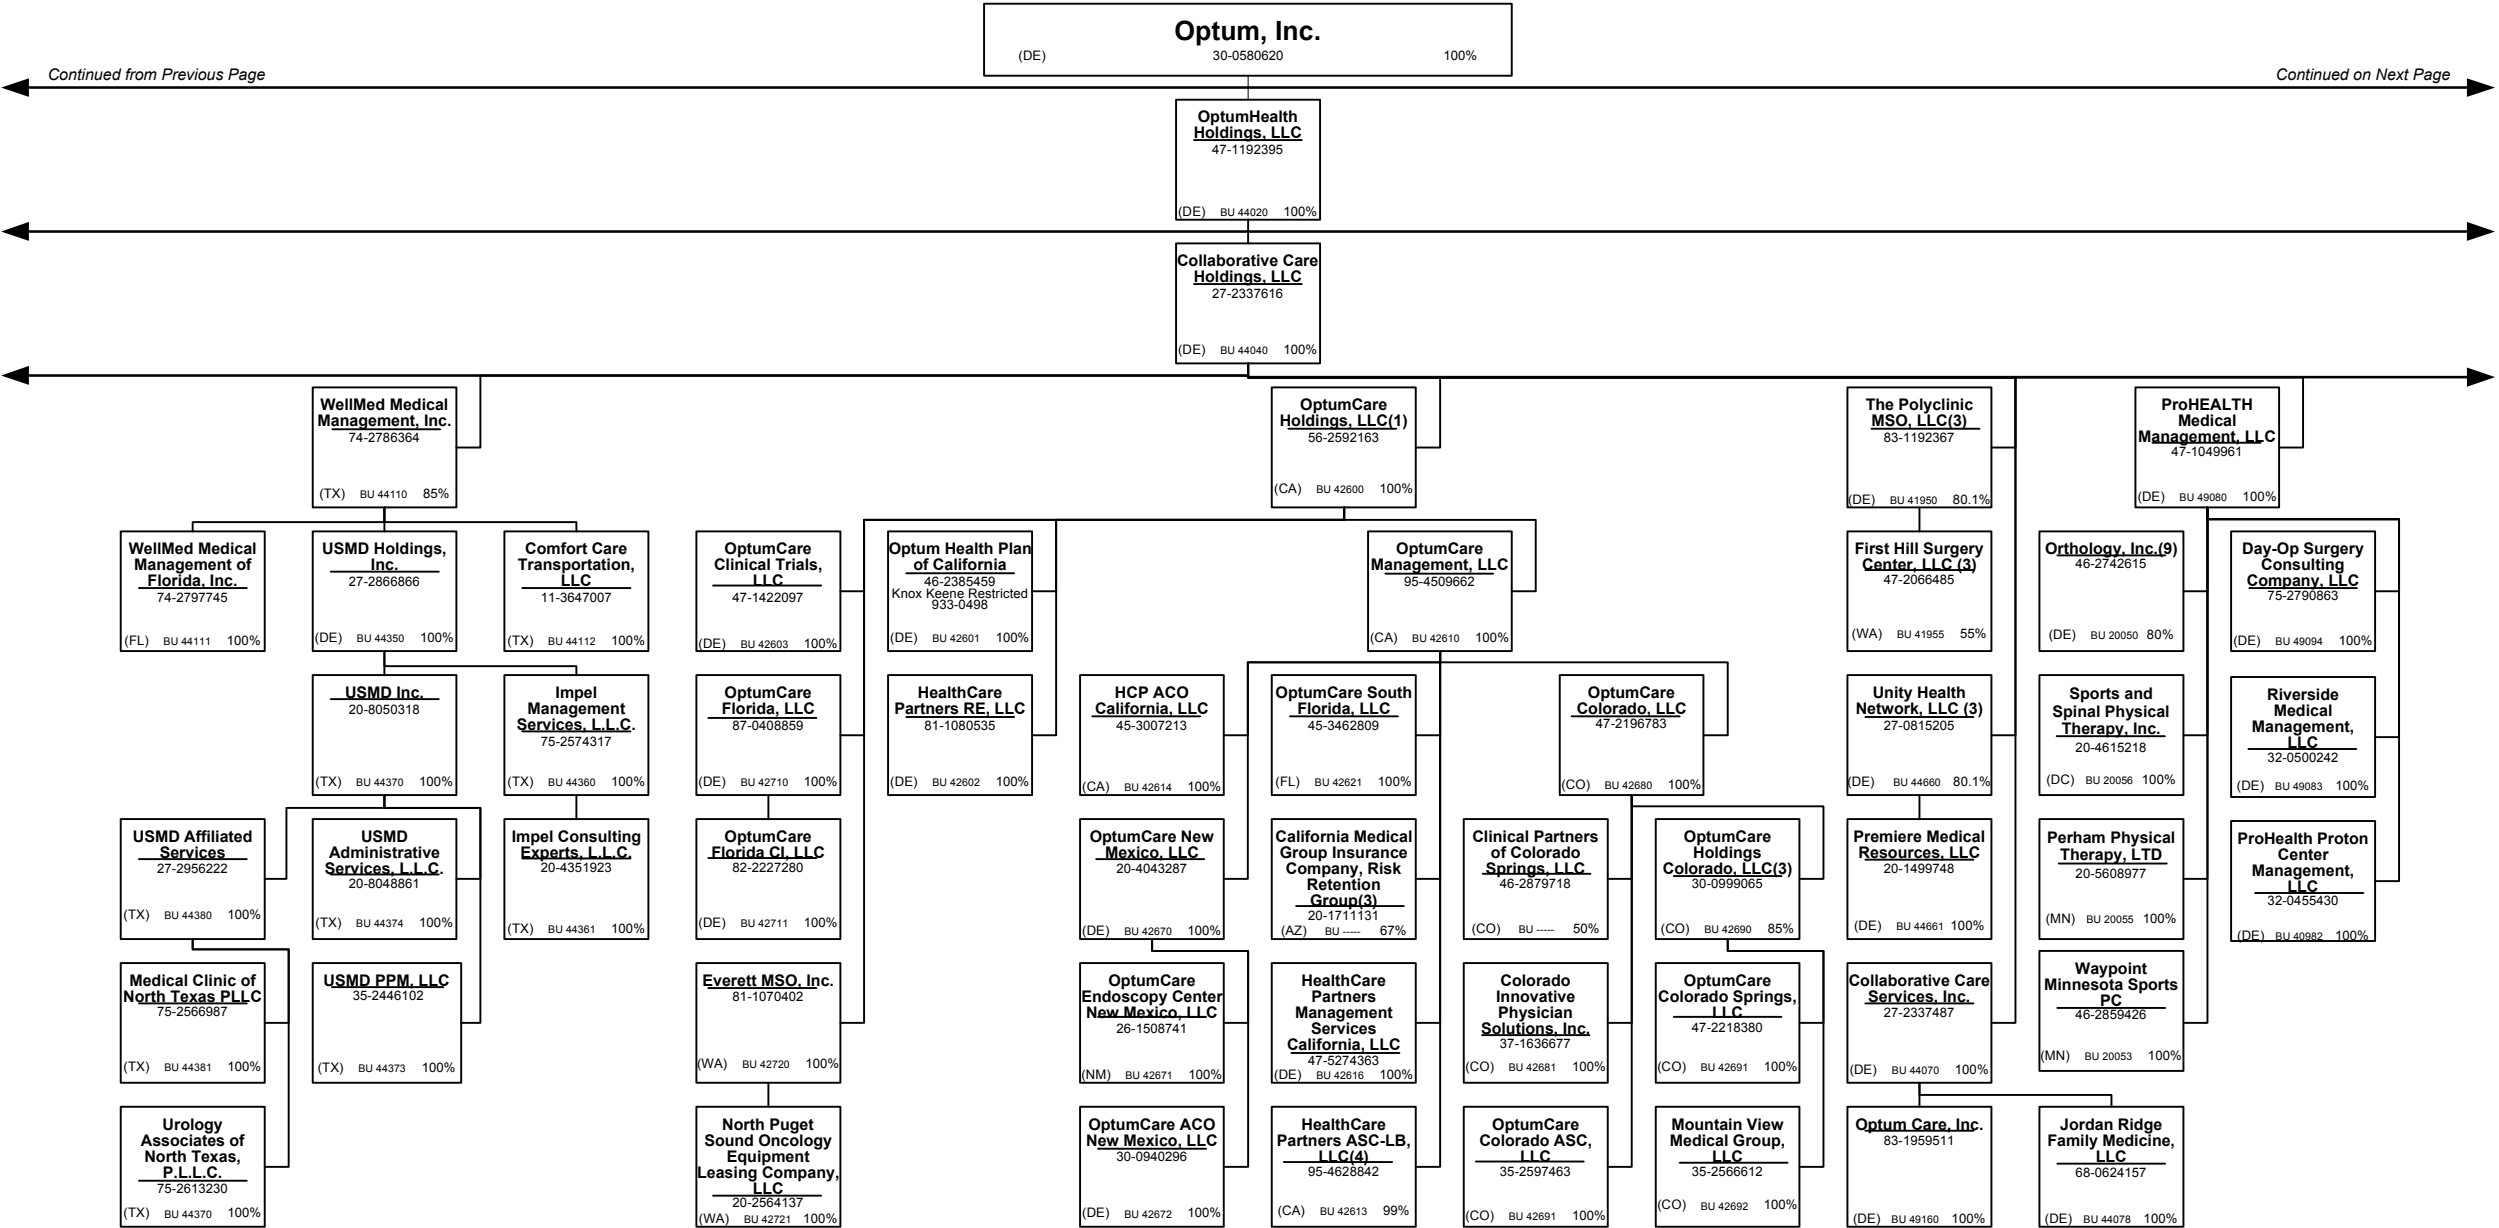 Optum, Inc.
(DE) 30-0580620 100%
Continued from Previous Page
Continued on Next Page
OptumHealth
Holdings, LLC
47-1192395
(DE) BU 44020 100%
Collaborative Care
Holdings, LLC
27-2337616
(DE) BU 44040 100%
WellMed Medical
Management, Inc.
74-2786364
(TX) BU 44110 85%
OptumCare
Holdings, LLC(1)
56-2592163
(CA) BU 42600 100%
The Polyclinic
MSO, LLC(3)
83-1192367
(DE) BU 41950 80.1%
ProHEALTH
Medical
Management, LLC
47-1049961
(DE) BU 49080 100%
WellMed Medical
Management of
Florida, Inc.
74-2797745
(FL) BU 44111 100%
USMD Holdings,
Inc.
27-2866866
(DE) BU 44350 100%
Comfort Care
Transportation,
LLC
11-3647007
(TX) BU 44112 100%
OptumCare
Clinical Trials,
LLC
47-1422097
(DE) BU 42603 100%
Optum Health Plan
of California
46-2385459
Knox Keene Restricted
933-0498
(DE) BU 42601 100%
OptumCare
Management, LLC
95-4509662
(CA) BU 42610 100%
First Hill Surgery
Center, LLC (3)
47-2066485
(WA) BU 41955 55%
Orthology, Inc.(9)
46-2742615
(DE) BU 20050 80%
Day-Op Surgery
Consulting
Company, LLC
75-2790863
(DE) BU 49094 100%
USMD Inc.
20-8050318
(TX) BU 44370 100%
Impel
Management
Services, L.L.C.
75-2574317
(TX) BU 44360 100%
OptumCare
Florida, LLC
87-0408859
(DE) BU 42710 100%
HealthCare
Partners RE, LLC
81-1080535
(DE) BU 42602 100%
HCP ACO
California, LLC
45-3007213
(CA) BU 42614 100%
OptumCare South
Florida, LLC
45-3462809
(FL) BU 42621 100%
OptumCare
Colorado, LLC
47-2196783
(CO) BU 42680 100%
Unity Health
Network, LLC (3)
27-0815205
(DE) BU 44660 80.1%
Sports and
Spinal Physical
Therapy, Inc.
20-4615218
(DC) BU 20056 100%
Riverside
Medical
Management,
LLC
32-0500242
(DE) BU 49083 100%
USMD Affiliated
Services
27-2956222
(TX) BU 44380 100%
USMD
Administrative
Services, L.L.C.
20-8048861
(TX) BU 44374 100%
Impel Consulting
Experts, L.L.C.
20-4351923
(TX) BU 44361 100%
OptumCare
Florida CI, LLC
82-2227280
(DE) BU 42711 100%
OptumCare New
Mexico, LLC
20-4043287
(DE) BU 42670 100%
California Medical
Group Insurance
Company, Risk
Retention
Group(3)
20-1711131
(AZ) BU ----- 67%
Clinical Partners
of Colorado
Springs, LLC
46-2879718
(CO) BU ----- 50%
OptumCare
Holdings
Colorado, LLC(3)
30-0999065
(CO) BU 42690 85%
Premiere Medical
Resources, LLC
20-1499748
(DE) BU 44661 100%
Perham Physical
Therapy, LTD
20-5608977
(MN) BU 20055 100%
ProHealth Proton
Center
Management,
LLC
32-0455430
(DE) BU 40982 100%
Medical Clinic of
North Texas PLLC
75-2566987
(TX) BU 44381 100%
USMD PPM, LLC
35-2446102
(TX) BU 44373 100%
Everett MSO, Inc.
81-1070402
(WA) BU 42720 100%
OptumCare
Endoscopy Center
New Mexico, LLC
26-1508741
(NM) BU 42671 100%
HealthCare
Partners
Management
Services
California, LLC
47-5274363
(DE) BU 42616 100%
Colorado
Innovative
Physician
Solutions, Inc.
37-1636677
(CO) BU 42681 100%
OptumCare
Colorado Springs,
LLC
47-2218380
(CO) BU 42691 100%
Collaborative Care
Services, Inc.
27-2337487
(DE) BU 44070 100%
Waypoint
Minnesota Sports
PC
46-2859426
(MN) BU 20053 100%
Urology
Associates of
North Texas,
P.L.L.C.
75-2613230
(TX) BU 44370 100%
North Puget
Sound Oncology
Equipment
Leasing Company,
LLC
20-2564137
(WA) BU 42721 100%
OptumCare ACO
New Mexico, LLC
30-0940296
(DE) BU 42672 100%
HealthCare
Partners ASC-LB,
LLC(4)
95-4628842
(CA) BU 42613 99%
OptumCare
Colorado ASC,
LLC
35-2597463
(CO) BU 42691 100%
Mountain View
Medical Group,
LLC
35-2566612
(CO) BU 42692 100%
Optum Care, Inc.
83-1959511
(DE) BU 49160 100%
Jordan Ridge
Family Medicine,
LLC
68-0624157
(DE) BU 44078 100%